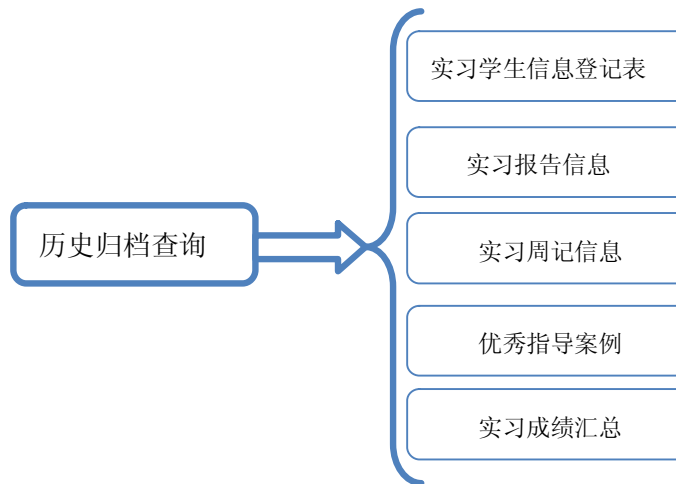 实习学生信息登记表
实习报告信息
历史归档查询
实习周记信息
优秀指导案例
实习成绩汇总